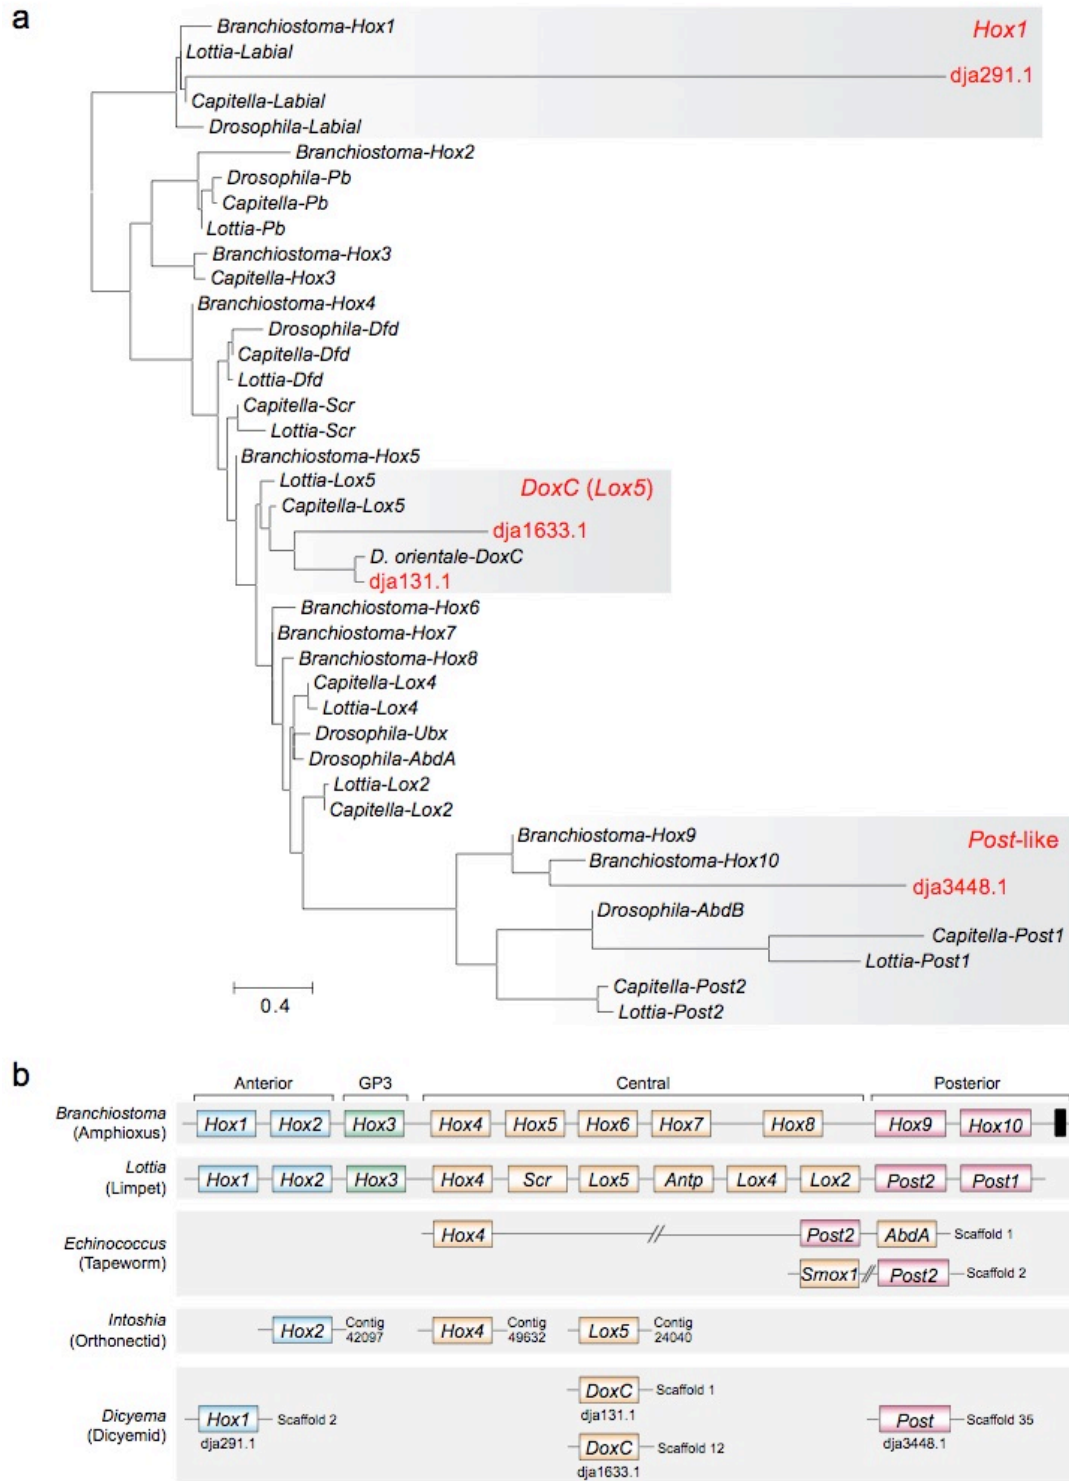 a
Branchiostoma-Hox1
Hox1
Lottia-Labial
dja291.1
Capitella-Labial
Drosophila-Labial
Branchiostoma-Hox2
Drosophila-Pb
Capitella-Pb
Lottia-Pb
Branchiostoma-Hox3
Capitella-Hox3
Branchiostoma-Hox4
Drosophila-Dfd
Capitella-Dfd
Lottia-Dfd
Capitella-Scr
Lottia-Scr
Branchiostoma-Hox5
Lottia-Lox5
DoxC (Lox5)
Capitella-Lox5
dja1633.1
D. orientale-DoxC
dja131.1
Branchiostoma-Hox6
Branchiostoma-Hox7
Branchiostoma-Hox8
Capitella-Lox4
Lottia-Lox4
Drosophila-Ubx
Drosophila-AbdA
Lottia-Lox2
Capitella-Lox2
Branchiostoma-Hox9
Post-like
Branchiostoma-Hox10
dja3448.1
Drosophila-AbdB
Capitella-Post1
Lottia-Post1
Capitella-Post2
Lottia-Post2
0.4
b
Anterior GP3 Central Posterior
Branchiostoma
(Amphioxus)
Hox1 Hox2 Hox3 Hox4 Hox5 Hox6 Hox7 Hox8 Hox9 Hox10
Lottia
(Limpet)
Hox1 Hox2 Hox3 Hox4 Scr Lox5 Antp Lox4 Lox2 Post2 Post1
Echinococcus
(Tapeworm)
Hox4 // Post2 AbdA Scaffold 1
Smox1 // Post2 Scaffold 2
Intoshia
(Orthonectid)
Hox2 Contig 42097
Hox4 Contig 49632
Lox5 Contig 24040
Dicyema
(Dicyemid)
Hox1 Scaffold 2
dja291.1
DoxC Scaffold 1
dja131.1
DoxC Scaffold 12
dja1633.1
Post Scaffold 35
dja3448.1